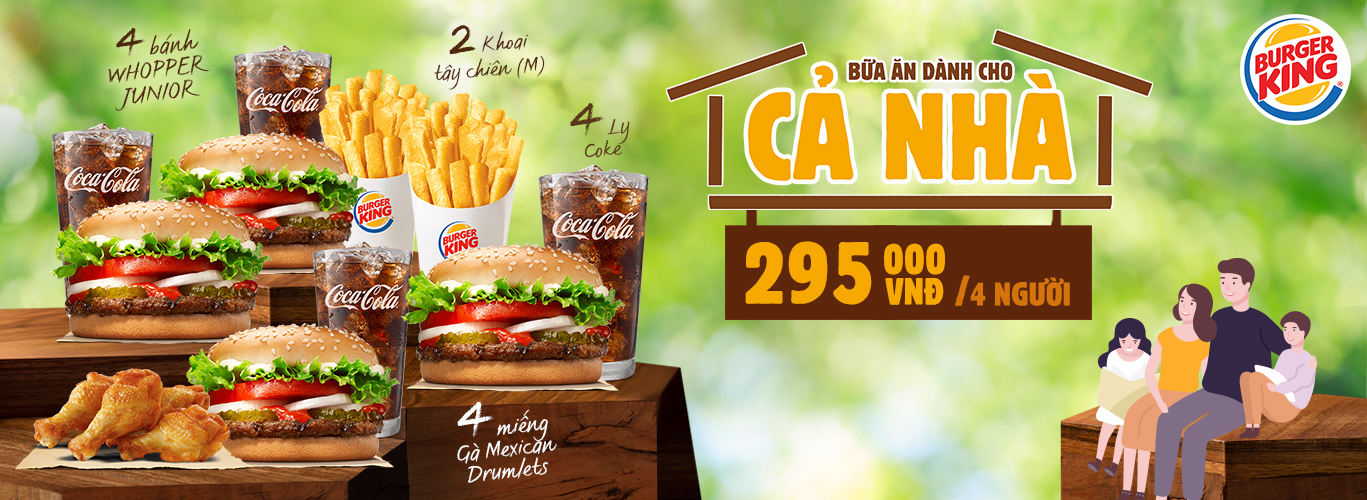 4 bánh
WHOPPER
JUNIOR
2 Khoai
tây chiên (M)
4 Ly
Coke
Coca-Cola
Coca-Cola
Coca-Cola
Coca-Cola
BURGER
KING
BURGER
KING
4 miếng
Gà Mexican
Drumlets
BỮA ĂN DÀNH CHO
CẢ NHÀ
295 000
VNĐ /4 NGƯỜI
BURGER
KING®